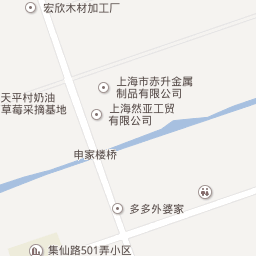 宏欣木材加工厂
上海市赤升金属
制品有限公司
天平村奶油
草莓采摘基地
上海然亚工贸
有限公司
申家楼桥
多多外婆家
集仙路501弄小区